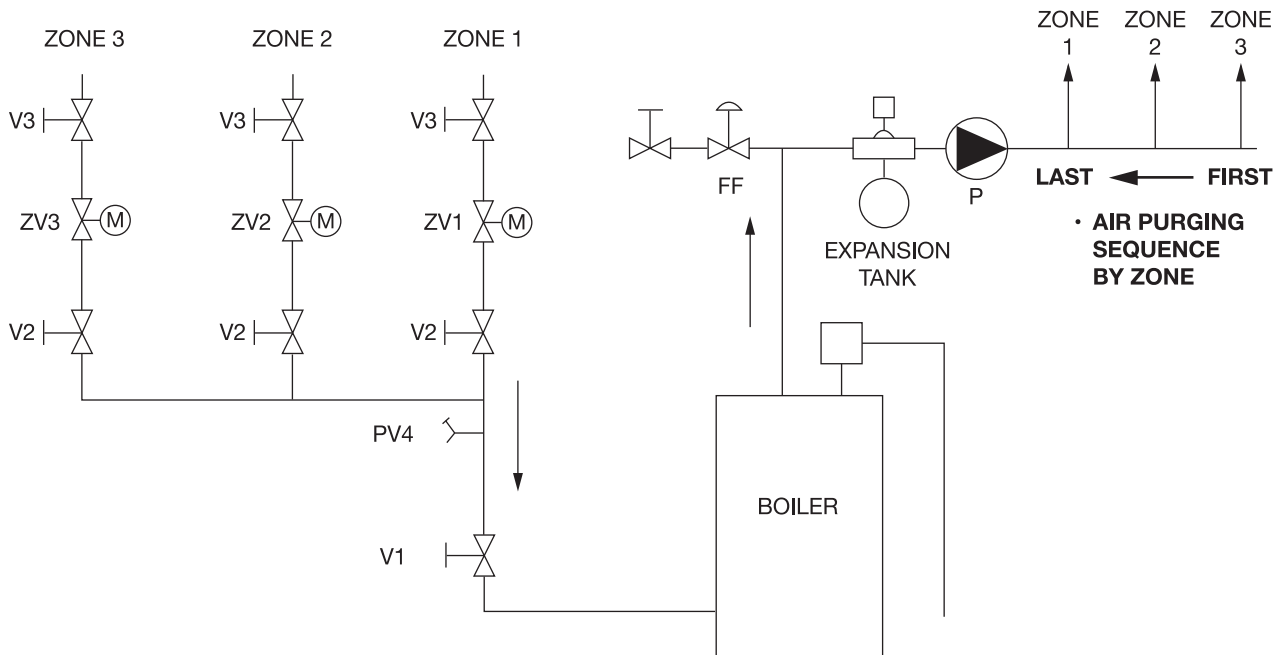 ZONE 3
ZONE 2
ZONE 1
ZONE
1
ZONE
2
ZONE
3
V3
V3
V3
FF
P
LAST
FIRST
• AIR PURGING
SEQUENCE
BY ZONE
ZV3
M
ZV2
M
ZV1
M
EXPANSION
TANK
V2
V2
V2
PV4
BOILER
V1